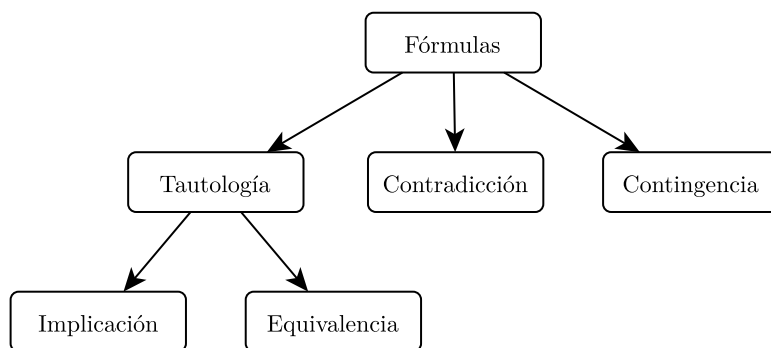 Fórmulas
Tautología
Contradicción
Contingencia
Implicación
Equivalencia